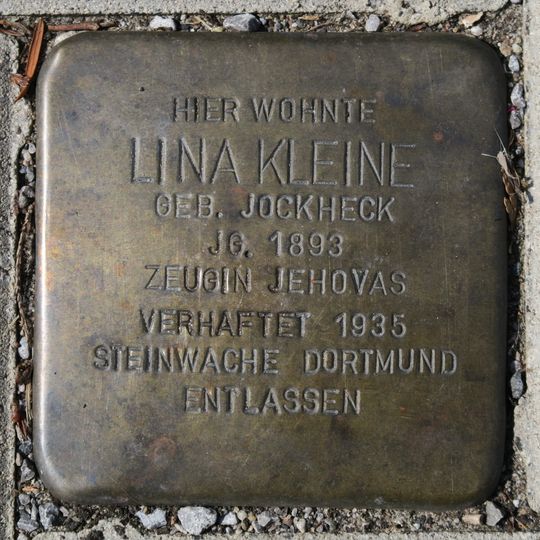 HIER WOHNTE
LINA KLEINE
GEB. JOCKHECK
JG. 1893
ZEUGIN JEHOVAS
VERHAFTET 1935
STEINWACHE DORTMUND
ENTLASSEN